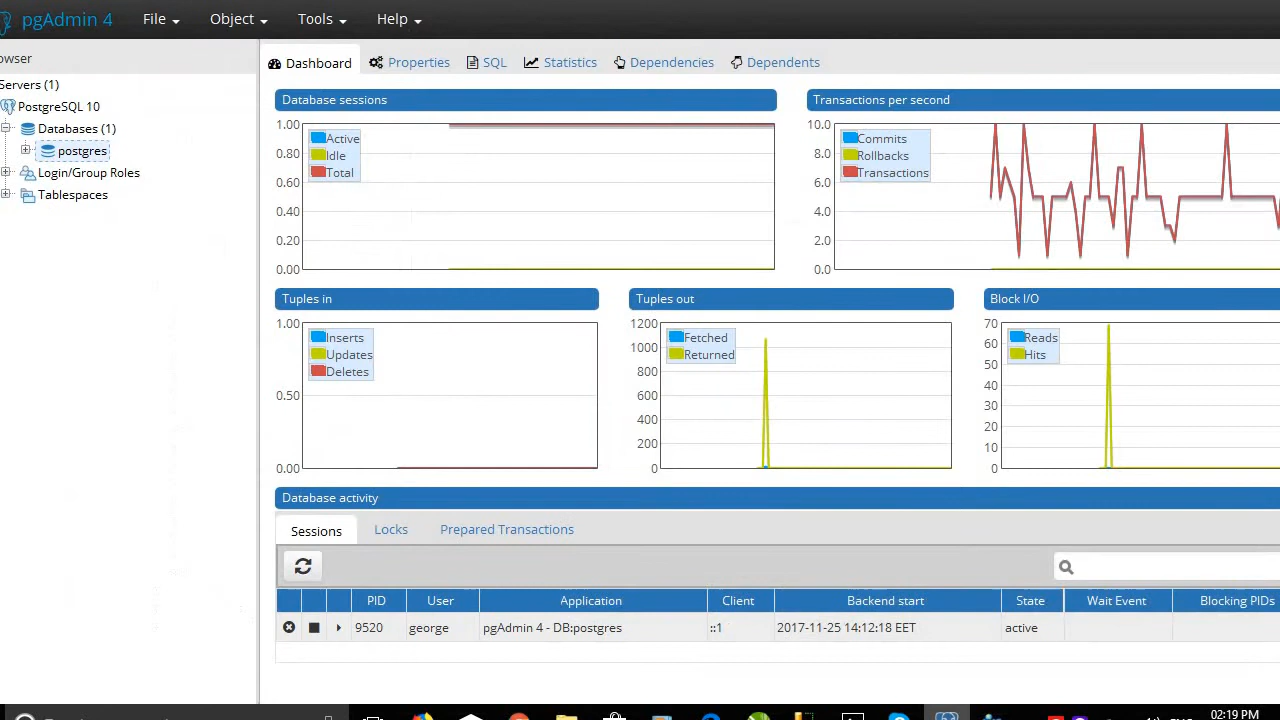 pgAdmin 4 File Object Tools Help
owser
Dashboard Properties SQL Statistics Dependencies Dependents
Servers (1)
PostgreSQL 10
Databases (1)
postgres
Login/Group Roles
Tablespaces
Database sessions
1.00
0.80
0.60
0.40
0.20
0.00
Active
Idle
Total
Transactions per second
10.0
8.0
6.0
4.0
2.0
0.0
Commits
Rollbacks
Transactions
Tuples in
1.00
0.50
0.00
Inserts
Updates
Deletes
Tuples out
1200
1000
800
600
400
200
0
Fetched
Returned
Block I/O
70
60
50
40
30
20
10
0
Reads
Hits
Database activity
Sessions Locks Prepared Transactions
PID User Application Client Backend start State Wait Event Blocking PIDs
9520 george pgAdmin 4 - DB:postgres ::1 2017-11-25 14:12:18 EET active
02:19 PM